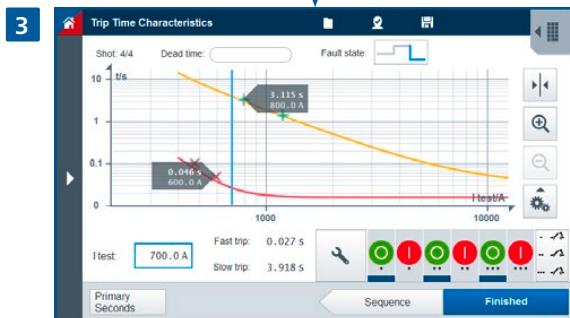 3
Trip Time Characteristics
Shot: 4/4
Dead time:
Fault state:
t/s
10
1
0.1
0
3.115 s
800.0 A
0.046 s
600.0 A
I test/A
1000
10000
I test:
700.0 A
Fast trip:
0.027 s
Slow trip:
3.918 s
Primary
Seconds
Sequence
Finished